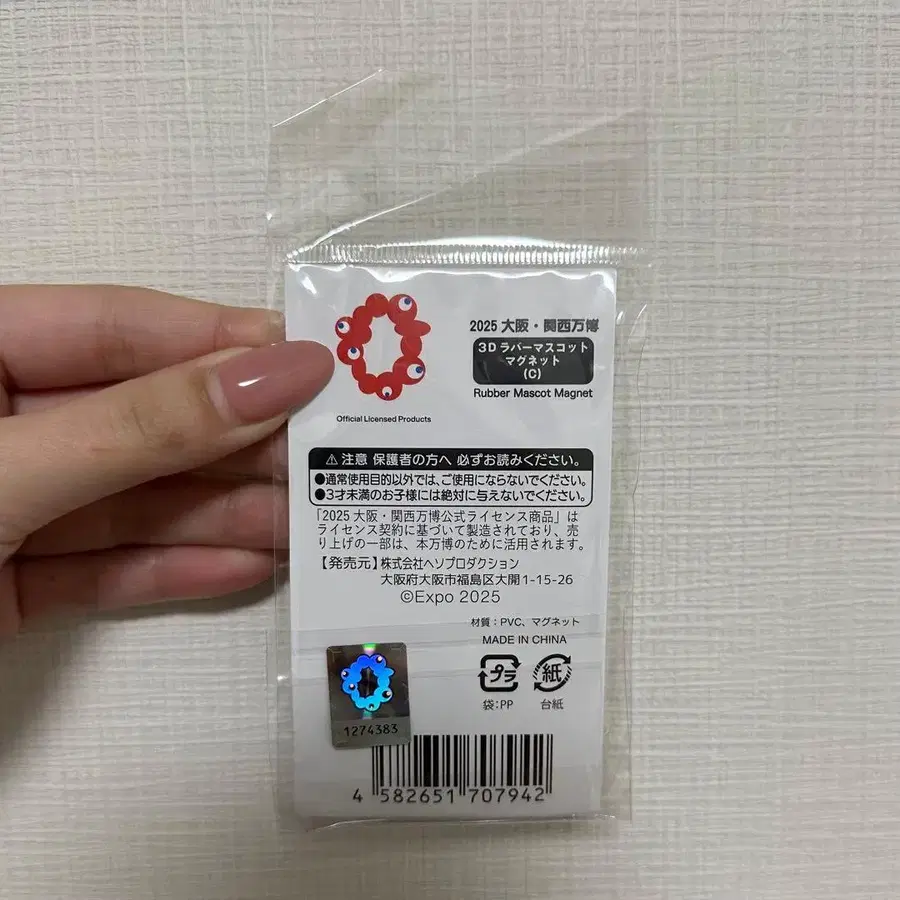 2025 大阪・関西万博
3Dラバーマスコット
マグネット
(C)
Rubber Mascot Magnet
Official Licensed Products
⚠注意 保護者の方へ 必ずお読みください。
●通常使用目的以外では、ご使用にならないでください。
●3才未満のお子様には絶対に与えないでください。
「2025 大阪・関西万博公式ライセンス商品」は
ライセンス契約に基づいて製造されており、売
り上げの一部は、本万博のために活用されます。
【発売元】株式会社ヘソプロダクション
大阪府大阪市福島区大開1-15-26
©Expo 2025
材質：PVC、マグネット
MADE IN CHINA
プラ 紙
袋：PP 台紙
1274383
4 582651 707942